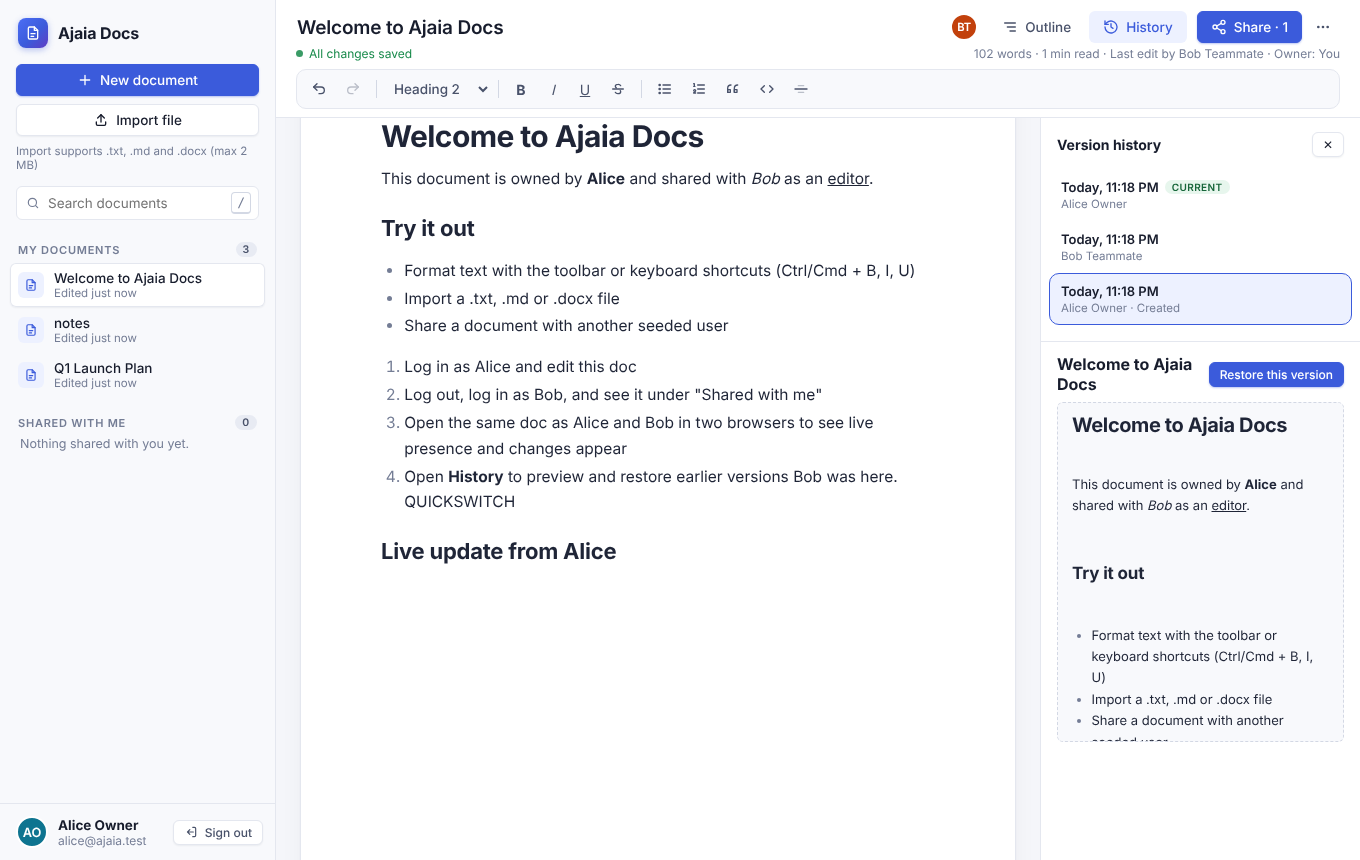 Ajaia Docs
New document
Import file
Import supports .txt, .md and .docx (max 2
MB)
Search documents /
MY DOCUMENTS 3
Welcome to Ajaia Docs
Edited just now
notes
Edited just now
Q1 Launch Plan
Edited just now
SHARED WITH ME 0
Nothing shared with you yet.
AO
Alice Owner
alice@ajaia.test
Sign out
Welcome to Ajaia Docs
All changes saved
BT
Outline
History
Share · 1
102 words · 1 min read · Last edit by Bob Teammate · Owner: You
Heading 2
B I U S
Welcome to Ajaia Docs
This document is owned by Alice and shared with Bob as an editor.
Try it out
• Format text with the toolbar or keyboard shortcuts (Ctrl/Cmd + B, I, U)
• Import a .txt, .md or .docx file
• Share a document with another seeded user
1. Log in as Alice and edit this doc
2. Log out, log in as Bob, and see it under "Shared with me"
3. Open the same doc as Alice and Bob in two browsers to see live
presence and changes appear
4. Open History to preview and restore earlier versions Bob was here.
QUICKSWITCH
Live update from Alice
Version history
Today, 11:18 PM CURRENT
Alice Owner
Today, 11:18 PM
Bob Teammate
Today, 11:18 PM
Alice Owner · Created
Welcome to Ajaia
Docs
Restore this version
Welcome to Ajaia Docs
This document is owned by Alice and
shared with Bob as an editor.
Try it out
• Format text with the toolbar or
keyboard shortcuts (Ctrl/Cmd + B, I,
U)
• Import a .txt, .md or .docx file
• Share a document with another